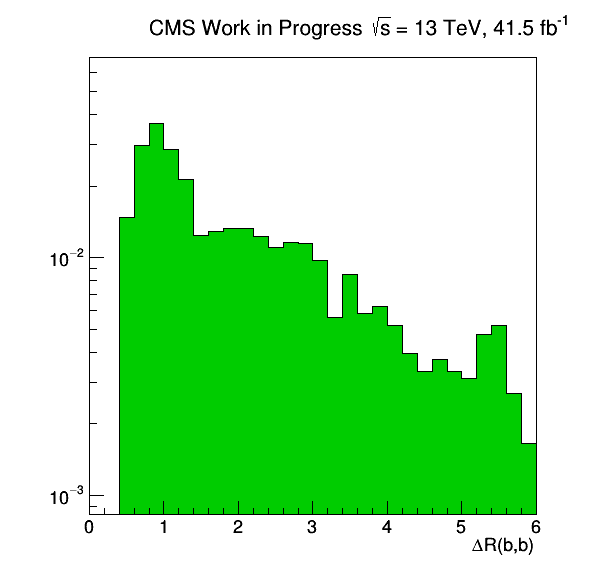 CMS Work in Progress √s = 13 TeV, 41.5 fb⁻¹
10⁻²
10⁻³
0 1 2 3 4 5 6
ΔR(b,b)